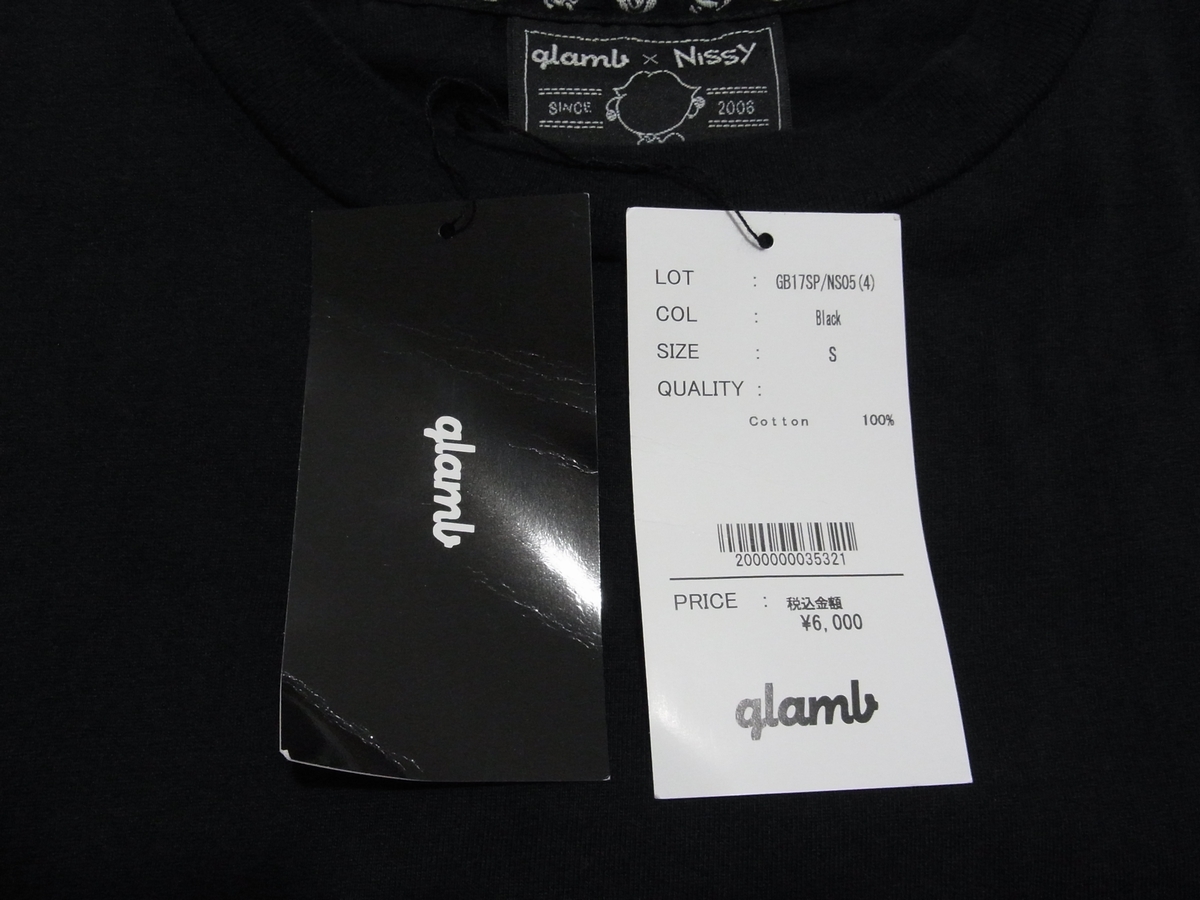 glamb × NISSY
SINCE 2006
glamb
LOT : GB17SP/NS05(4)
COL : Black
SIZE : S
QUALITY :
Cotton 100%
2000000035321
PRICE : 税込金額
¥6,000
glamb